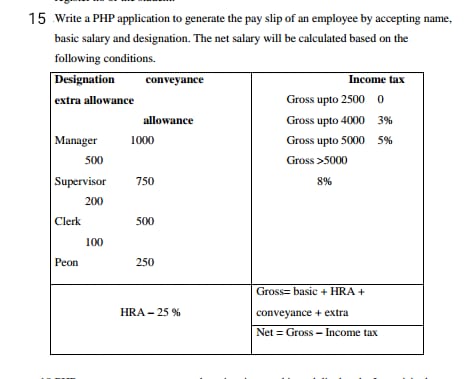 15 Write a PHP application to generate the pay slip of an employee by accepting name,
basic salary and designation. The net salary will be calculated based on the
following conditions.
Designation conveyance
extra allowance
allowance
Manager 1000
500
Supervisor 750
200
Clerk 500
100
Peon 250
Income tax
Gross upto 2500 0
Gross upto 4000 3%
Gross upto 5000 5%
Gross >5000
8%
HRA – 25 %
Gross= basic + HRA +
conveyance + extra
Net = Gross – Income tax